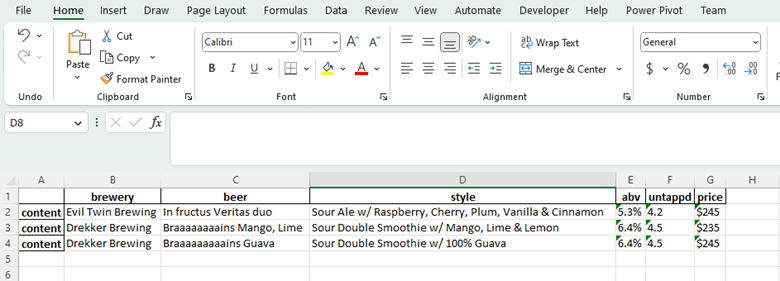 File Home Insert Draw Page Layout Formulas Data Review View Automate Developer Help Power Pivot Team
Cut
Copy
Format Painter
Paste
Undo Clipboard
Calibri 11 A A
B I U A
Font
ab Wrap Text
Merge & Center
Alignment
General
$ % 9 .00 .00
Number
D8 fx
A B C D E F G H
1 brewery beer style abv untappd price
2 content Evil Twin Brewing In fructus Veritas duo Sour Ale w/ Raspberry, Cherry, Plum, Vanilla & Cinnamon 5.3% 4.2 $245
3 content Drekker Brewing Braaaaaaaains Mango, Lime Sour Double Smoothie w/ Mango, Lime & Lemon 6.4% 4.5 $235
4 content Drekker Brewing Braaaaaaaains Guava Sour Double Smoothie w/ 100% Guava 6.4% 4.5 $245
5
6